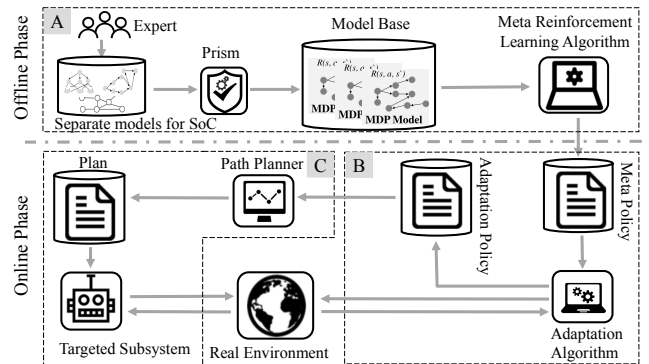 Offline Phase
A
Expert
Separate models for SoC
Prism
Model Base
R(s, a, s')
MDP
MDP
MDP Model
Meta Reinforcement
Learning Algorithm
Online Phase
Plan
Path Planner
C
B
Adaptation Policy
Meta Policy
Targeted Subsystem
Real Environment
Adaptation
Algorithm